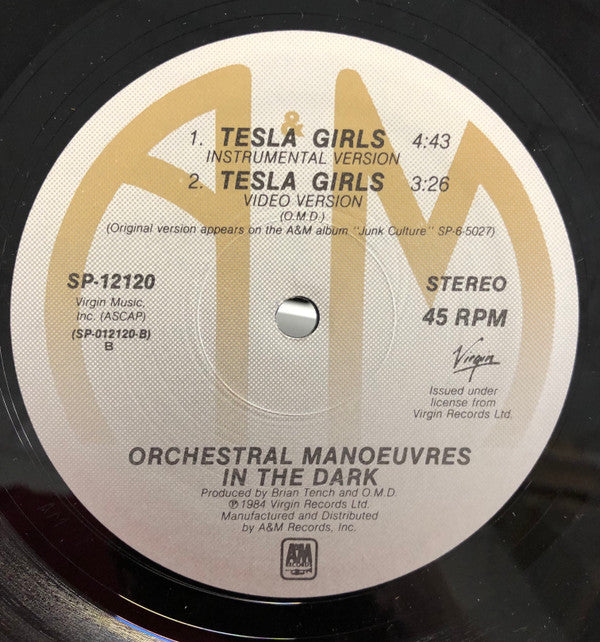 A&M
1. TESLA GIRLS 4:43
INSTRUMENTAL VERSION
2. TESLA GIRLS 3:26
VIDEO VERSION
(O.M.D.)
(Original version appears on the A&M album "Junk Culture" SP-6-5027)
SP-12120
Virgin Music,
Inc. (ASCAP)
(SP-012120-B)
B
STEREO
45 RPM
Virgin
Issued under
license from
Virgin Records Ltd.
ORCHESTRAL MANOEUVRES
IN THE DARK
Produced by Brian Tench and O.M.D.
℗ 1984 Virgin Records Ltd.
Manufactured and Distributed
by A&M Records, Inc.
A&M
RECORDS